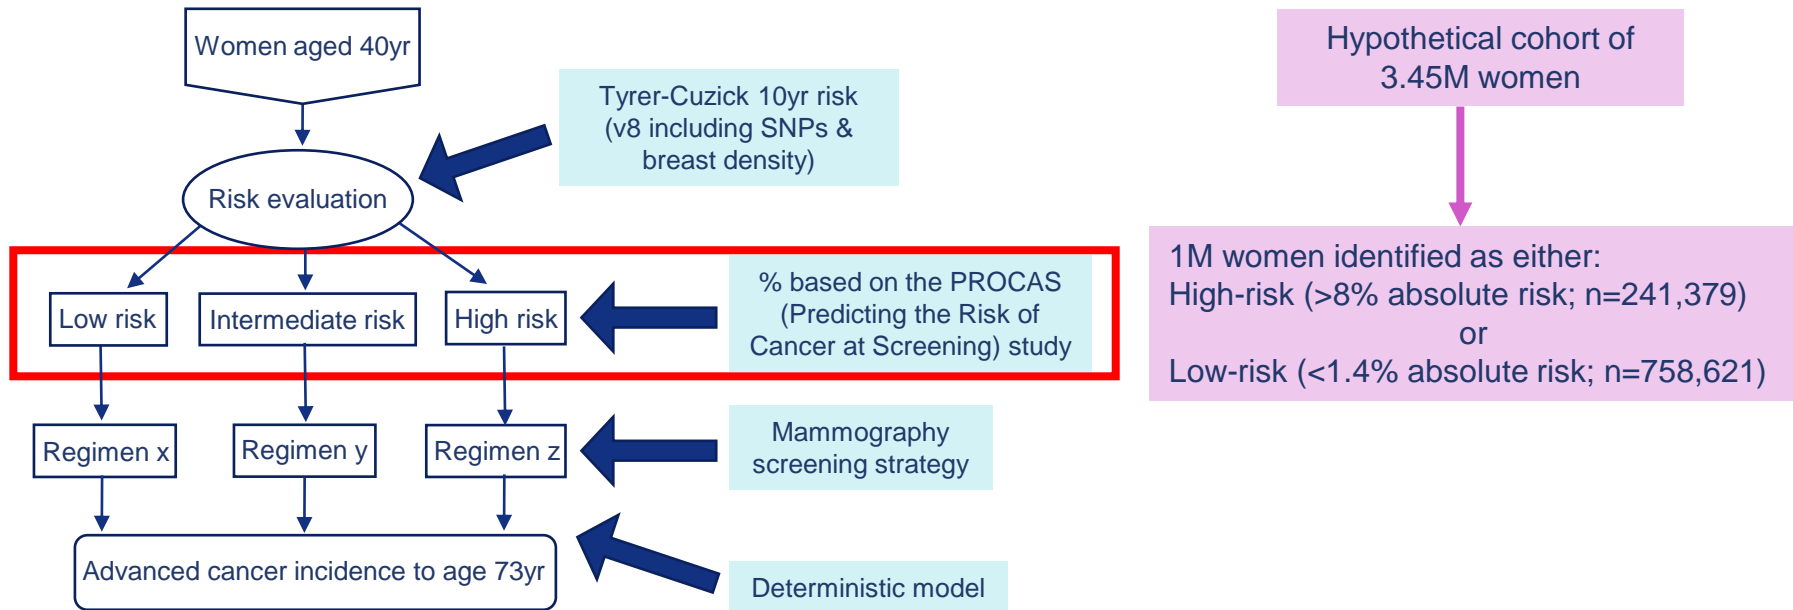 Women aged 40yr
Tyrer-Cuzick 10yr risk
(v8 including SNPs &
breast density)
Risk evaluation
% based on the PROCAS
(Predicting the Risk of
Cancer at Screening) study
Low risk
Intermediate risk
High risk
Regimen x
Regimen y
Regimen z
Mammography
screening strategy
Advanced cancer incidence to age 73yr
Deterministic model
Hypothetical cohort of
3.45M women
1M women identified as either:
High-risk (>8% absolute risk; n=241,379)
or
Low-risk (<1.4% absolute risk; n=758,621)